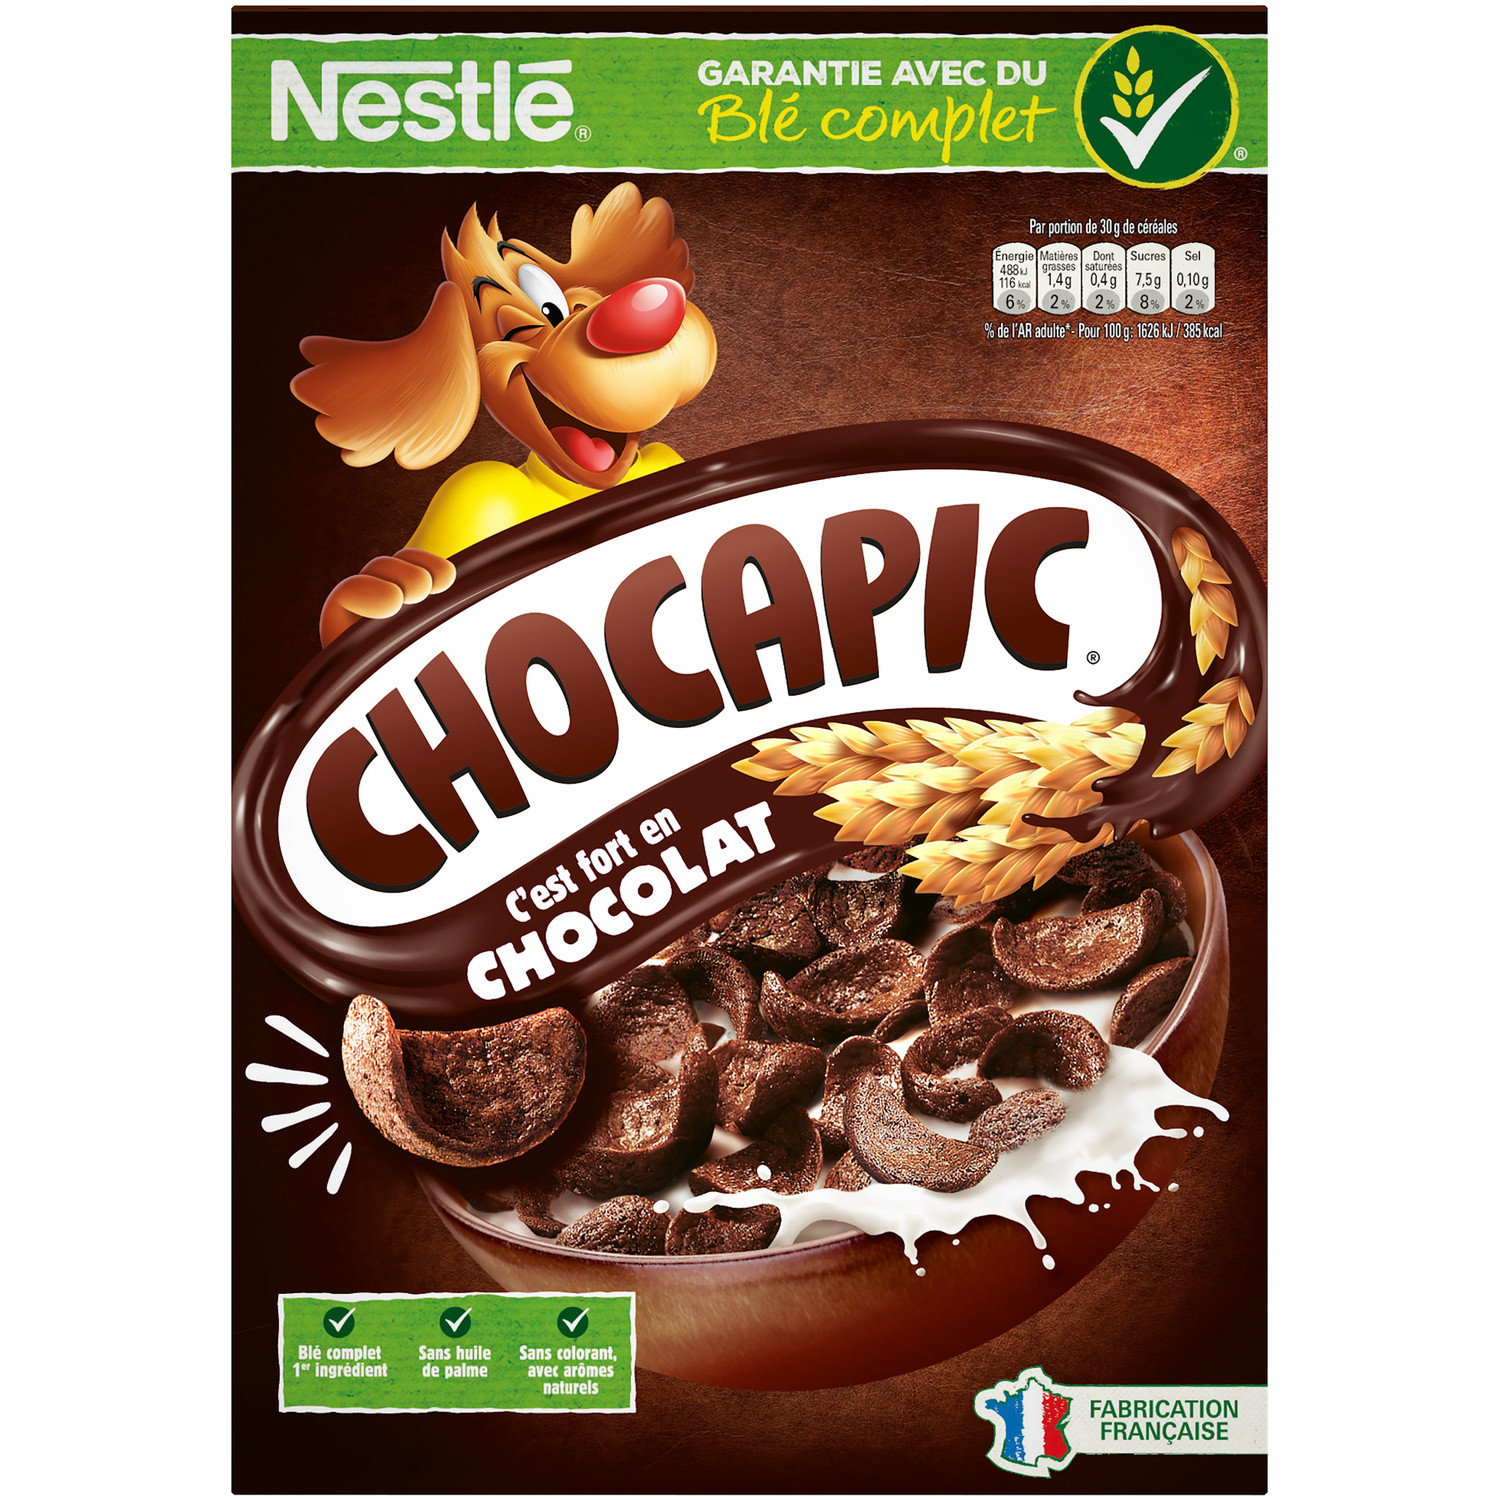 Nestlé®
GARANTIE AVEC DU
Blé complet
®
Par portion de 30 g de céréales
Énergie
488 kJ
116 kcal
6%
Matières
grasses
1,4 g
2%
Dont
saturées
0,4 g
2%
Sucres
7,5 g
8%
Sel
0,10 g
2%
% de l'AR adulte* - Pour 100 g : 1626 kJ / 385 kcal
CHOCAPIC®
C'est fort en
CHOCOLAT
Blé complet
1er ingrédient
Sans huile
de palme
Sans colorant,
avec arômes
naturels
FABRICATION
FRANÇAISE